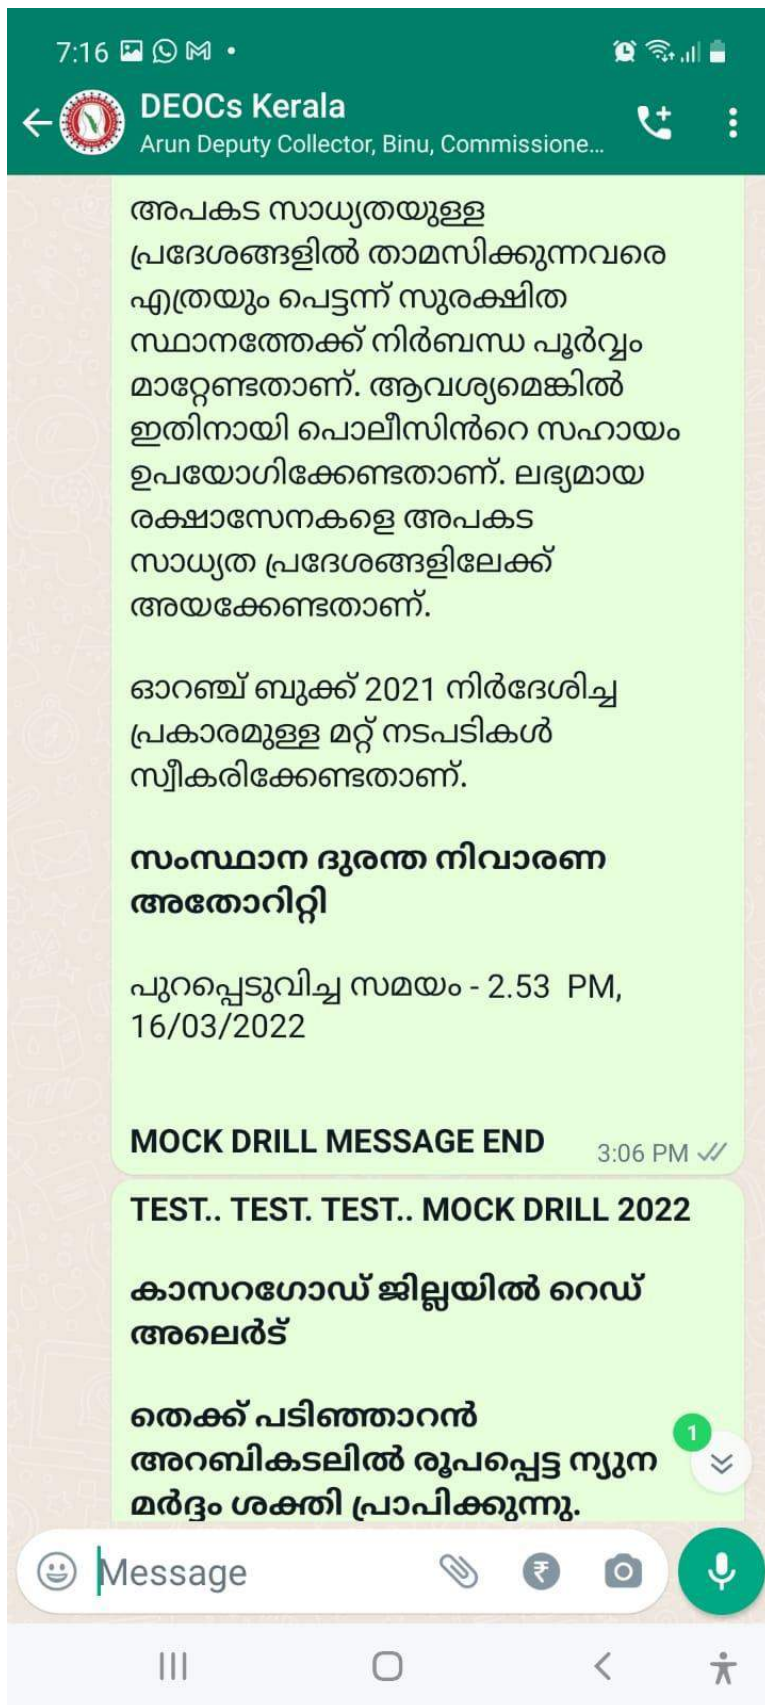 7:16
DEOCs Kerala
Arun Deputy Collector, Binu, Commissione...
അപകട സാധ്യതയുള്ള
പ്രദേശങ്ങളിൽ താമസിക്കുന്നവരെ
എത്രയും പെട്ടന്ന് സുരക്ഷിത
സ്ഥാനത്തേക്ക് നിർബന്ധ പൂർവ്വം
മാറ്റേണ്ടതാണ്. ആവശ്യമെങ്കിൽ
ഇതിനായി പൊലീസിൻറെ സഹായം
ഉപയോഗിക്കേണ്ടതാണ്. ലഭ്യമായ
രക്ഷാസേനകളെ അപകട
സാധ്യത പ്രദേശങ്ങളിലേക്ക്
അയക്കേണ്ടതാണ്.
ഓറഞ്ച് ബുക്ക് 2021 നിർദേശിച്ച
പ്രകാരമുള്ള മറ്റ് നടപടികൾ
സ്വീകരിക്കേണ്ടതാണ്.
സംസ്ഥാന ദുരന്ത നിവാരണ
അതോറിറ്റി
പുറപ്പെടുവിച്ച സമയം - 2.53 PM,
16/03/2022
MOCK DRILL MESSAGE END
3:06 PM
TEST.. TEST. TEST.. MOCK DRILL 2022
കാസറഗോഡ് ജില്ലയിൽ റെഡ്
അലെർട്
തെക്ക് പടിഞ്ഞാറൻ
അറബികടലിൽ രൂപപ്പെട്ട ന്യുന
മർദ്ദം ശക്തി പ്രാപിക്കുന്നു.
1
Message